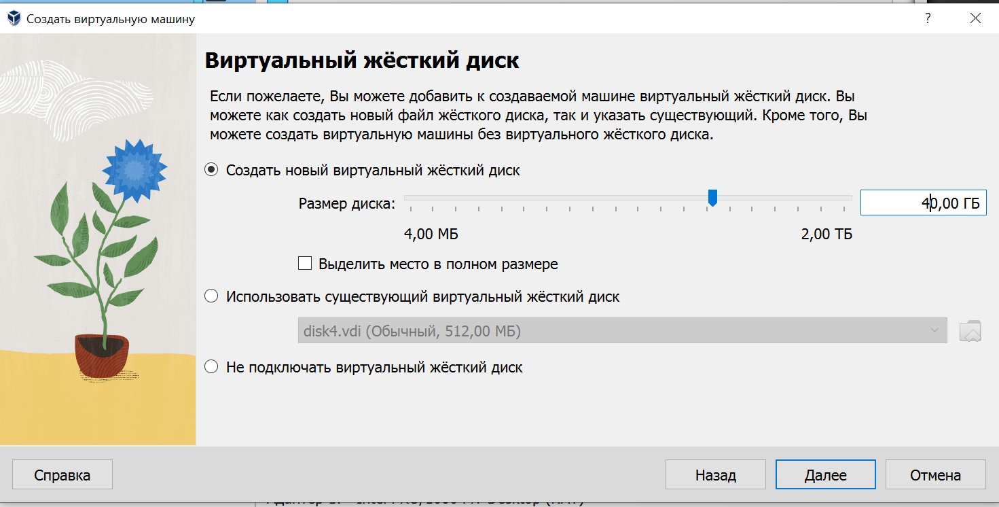 Создать виртуальную машину
?
Виртуальный жёсткий диск
Если пожелаете, Вы можете добавить к создаваемой машине виртуальный жёсткий диск. Вы
можете как создать новый файл жёсткого диска, так и указать существующий. Кроме того, Вы
можете создать виртуальную машины без виртуального жёсткого диска.
Создать новый виртуальный жёсткий диск
Размер диска:
40,00 ГБ
4,00 МБ
2,00 ТБ
Выделить место в полном размере
Использовать существующий виртуальный жёсткий диск
disk4.vdi (Обычный, 512,00 МБ)
Не подключать виртуальный жёсткий диск
Справка
Назад
Далее
Отмена